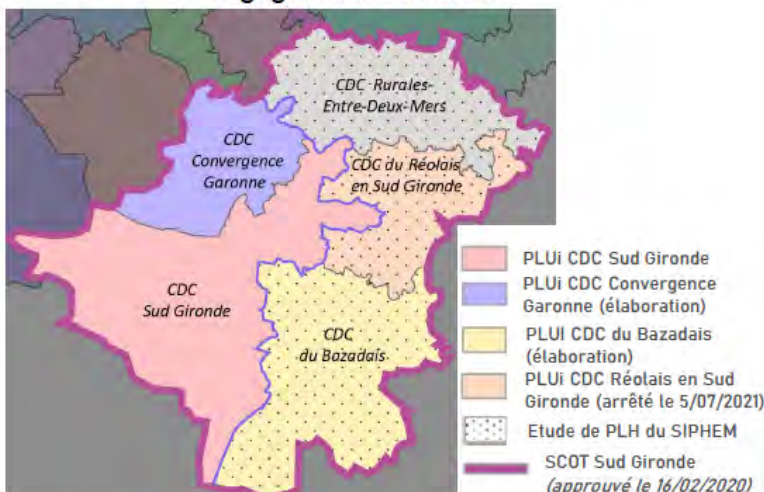 CDC Rurales-
Entre-Deux-Mers
CDC
Convergence
Garonne
CDC du Réolais
en Sud Gironde
CDC
Sud Gironde
CDC
du Bazadais
PLUi CDC Sud Gironde
PLUi CDC Convergence
Garonne (élaboration)
PLUI CDC du Bazadais
(élaboration)
PLUi CDC Réolais en Sud
Gironde (arrêté le 5/07/2021)
Etude de PLH du SIPHEM
SCOT Sud Gironde
(approuvé le 16/02/2020)